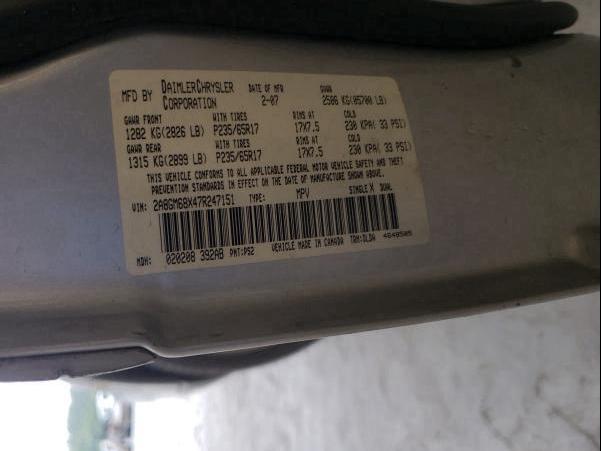 MFD BY DAIMLERCHRYSLER CORPORATION DATE OF MFR 2-07 GVWR 2586 KG(05700 LB)
GAWR FRONT WITH TIRES RIMS AT COLD
1282 KG(2826 LB) P235/65R17 17X7.5 230 KPA( 33 PSI)
GAWR REAR WITH TIRES RIMS AT COLD
1315 KG(2899 LB) P235/65R17 17X7.5 230 KPA( 33 PSI)
THIS VEHICLE CONFORMS TO ALL APPLICABLE FEDERAL MOTOR VEHICLE SAFETY AND THEFT
PREVENTION STANDARDS IN EFFECT ON THE DATE OF MANUFACTURE SHOWN ABOVE.
VIN: 2A8GM68X47R247151 TYPE: MPV SINGLE X DUAL
MDH: 020208 392AB PNT:PS2 VEHICLE MADE IN CANADA TRM:DLDH 4648505